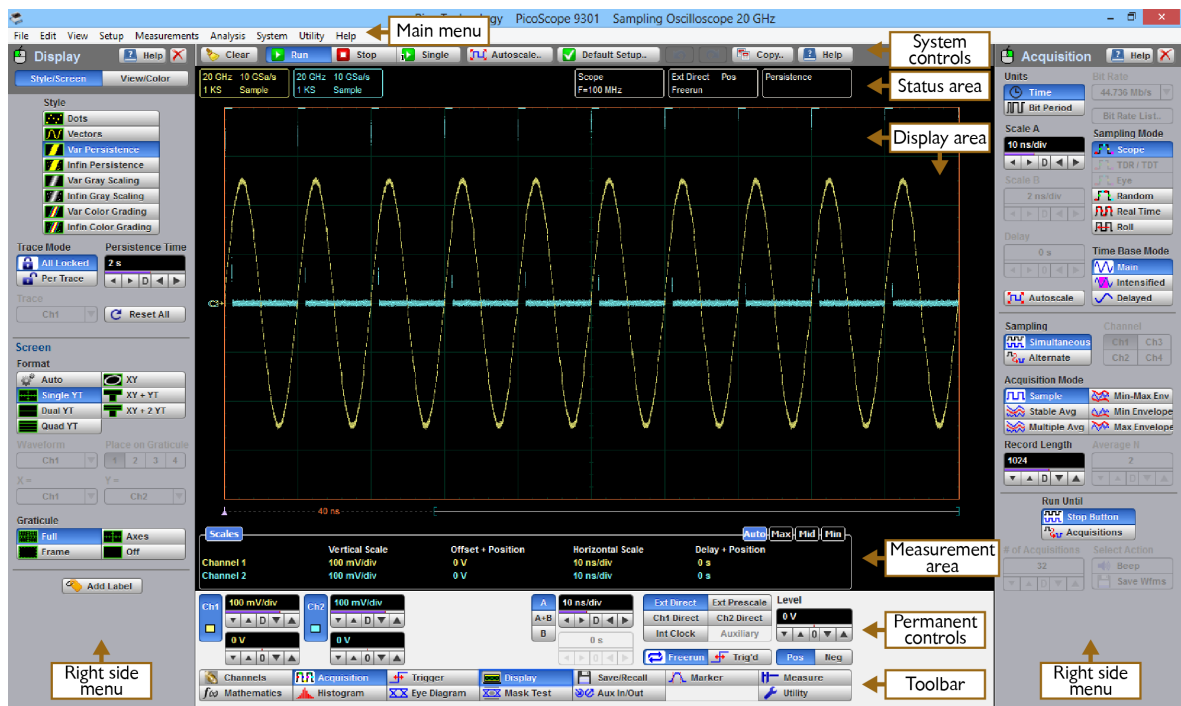 Pico Technology PicoScope 9301 Sampling Oscilloscope 20 GHz
File Edit View Setup Measurements Analysis System Utility Help
Main menu
Display Help
Clear Run Stop Single Autoscale.. Default Setup.. Copy.. Help
System controls
Acquisition Help
Style/Screen View/Color
20 GHz 10 GSa/s
1 KS Sample
20 GHz 10 GSa/s
1 KS Sample
Scope
F=100 MHz
Ext Direct Pos
Freerun
Persistence
Status area
Display area
Style
Dots
Vectors
Var Persistence
Infin Persistence
Var Gray Scaling
Infin Gray Scaling
Var Color Grading
Infin Color Grading
Trace Mode Persistence Time
All Locked 2 s
Per Trace D
Trace
Ch1 Reset All
Screen
Format
Auto XY
Single YT XY + YT
Dual YT XY + 2 YT
Quad YT
Waveform Place on Graticule
Ch1 1 2 3 4
X = Y =
Ch1 Ch2
Graticule
Full Axes
Frame Off
Add Label
Right side menu
C3+
40 ns
Scales Auto Max Mid Min
Vertical Scale Offset + Position Horizontal Scale Delay + Position
Channel 1 100 mV/div 0 V 10 ns/div 0 s
Channel 2 100 mV/div 0 V 10 ns/div 0 s
Measurement area
Ch1 100 mV/div Ch2 100 mV/div A 10 ns/div Ext Direct Ext Prescale Level
D D A+B D Ch1 Direct Ch2 Direct 0 V
0 V 0 V B 0 s Int Clock Auxiliary 0
0 0 0 Freerun Trig'd Pos Neg
Permanent controls
Channels Acquisition Trigger Display Save/Recall Marker Measure
f(x) Mathematics Histogram Eye Diagram Mask Test Aux In/Out Utility
Toolbar
Units Bit Rate
Time 44.736 Mb/s
Bit Period Bit Rate List..
Scale A Sampling Mode
10 ns/div Scope
D TDR / TDT
Scale B Eye
2 ns/div Random
D Real Time
Roll
Delay
0 s Time Base Mode
D Main
Intensified
Autoscale Delayed
Sampling Channel
Simultaneous Ch1 Ch3
Alternate Ch2 Ch4
Acquisition Mode
Sample Min-Max Env
Stable Avg Min Envelope
Multiple Avg Max Envelope
Record Length Average N
1024 2
D D
Run Until
Stop Button
Acquisitions
# of Acquisitions Select Action
32 Beep
D Save Wfms
Right side menu